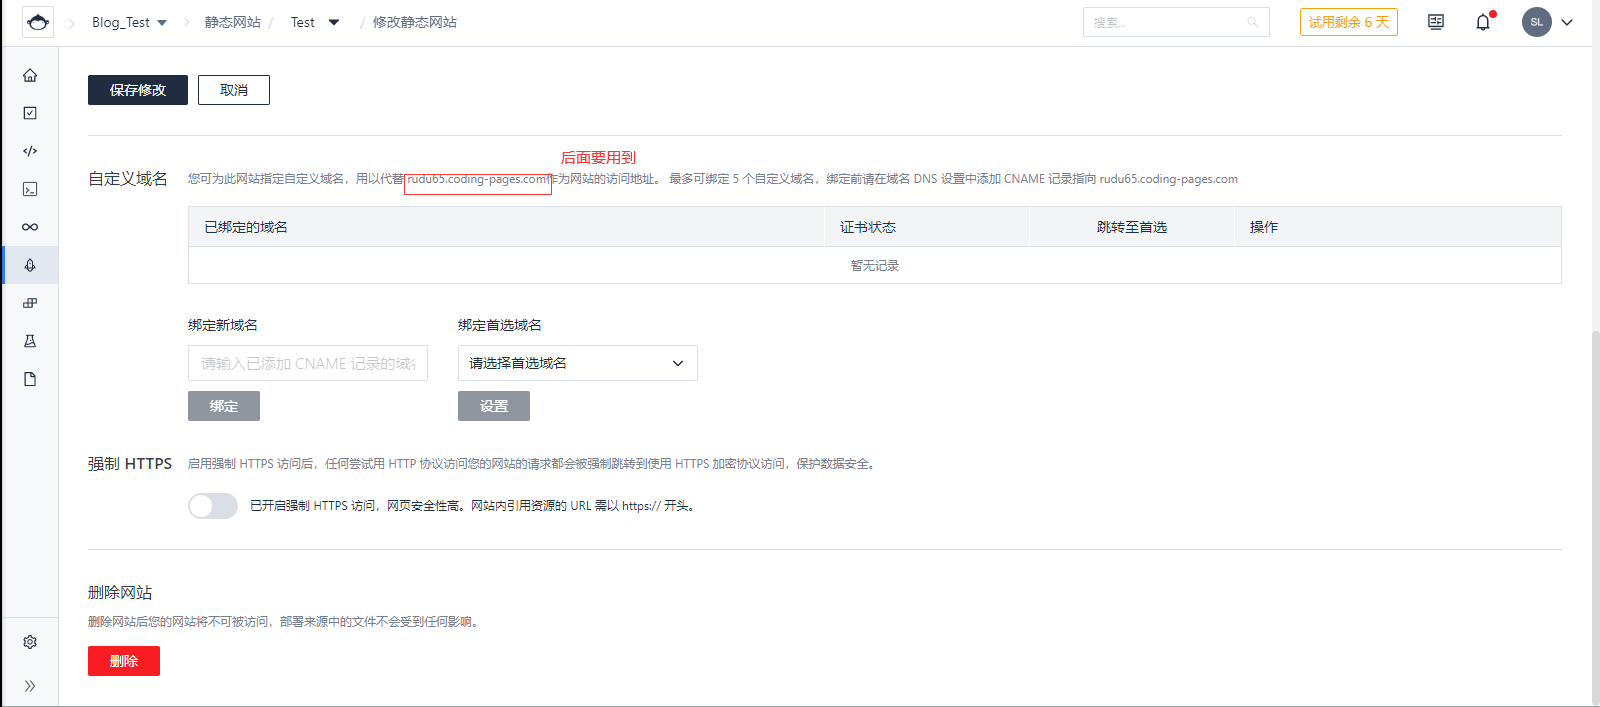 Blog_Test 静态网站 / Test / 修改静态网站 搜索... 试用剩余 6 天 SL
保存修改 取消
后面要用到
自定义域名 您可为此网站指定自定义域名，用以代替 rudu65.coding-pages.com作为网站的访问地址。 最多可绑定 5 个自定义域名，绑定前请在域名 DNS 设置中添加 CNAME 记录指向 rudu65.coding-pages.com
已绑定的域名 证书状态 跳转至首选 操作
暂无记录
绑定新域名 绑定首选域名
请输入已添加 CNAME 记录的域名 请选择首选域名
绑定 设置
强制 HTTPS 启用强制 HTTPS 访问后，任何尝试用 HTTP 协议访问您的网站的请求都会被强制跳转到使用 HTTPS 加密协议访问，保护数据安全。
已开启强制 HTTPS 访问，网页安全性高。网站内引用资源的 URL 需以 https:// 开头。
删除网站
删除网站后您的网站将不可被访问，部署来源中的文件不会受到任何影响。
删除